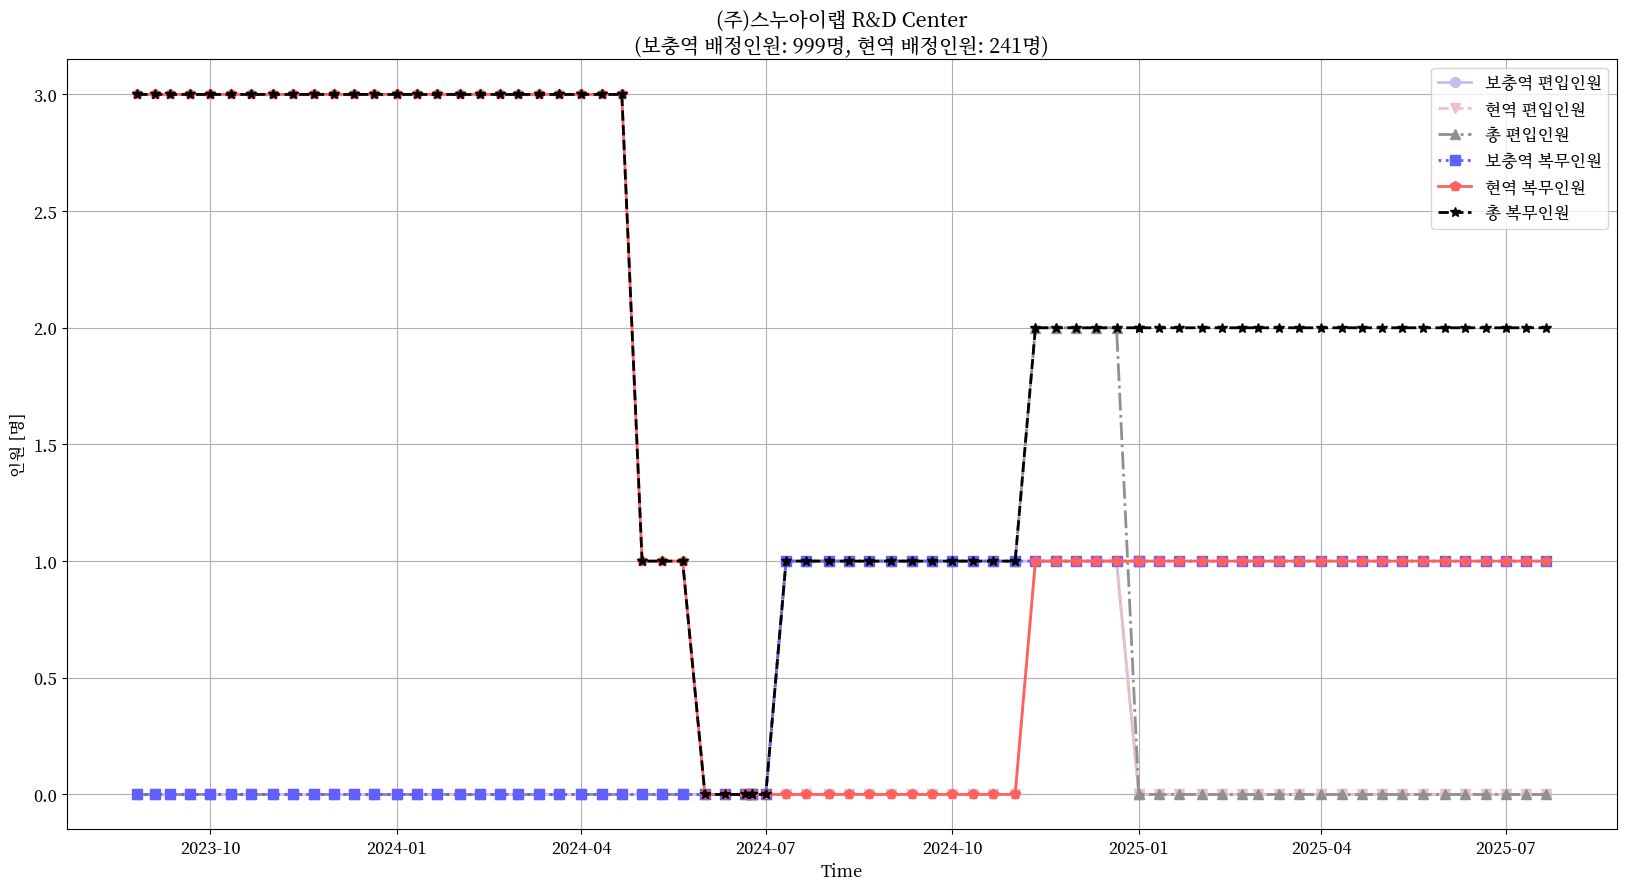 (주)스누아이랩 R&D Center
(보충역 배정인원: 999명, 현역 배정인원: 241명)
보충역 편입인원
현역 편입인원
총 편입인원
보충역 복무인원
현역 복무인원
총 복무인원
3.0
2.5
2.0
1.5
1.0
0.5
0.0
인원 [명]
2023-10
2024-01
2024-04
2024-07
2024-10
2025-01
2025-04
2025-07
Time